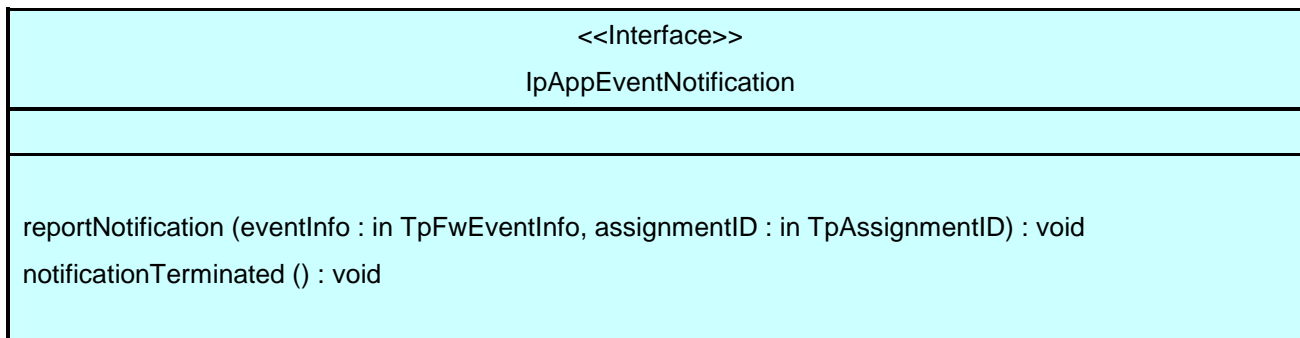 <<Interface>>
IpAppEventNotification
reportNotification (eventInfo : in TpFwEventInfo, assignmentID : in TpAssignmentID) : void
notificationTerminated () : void